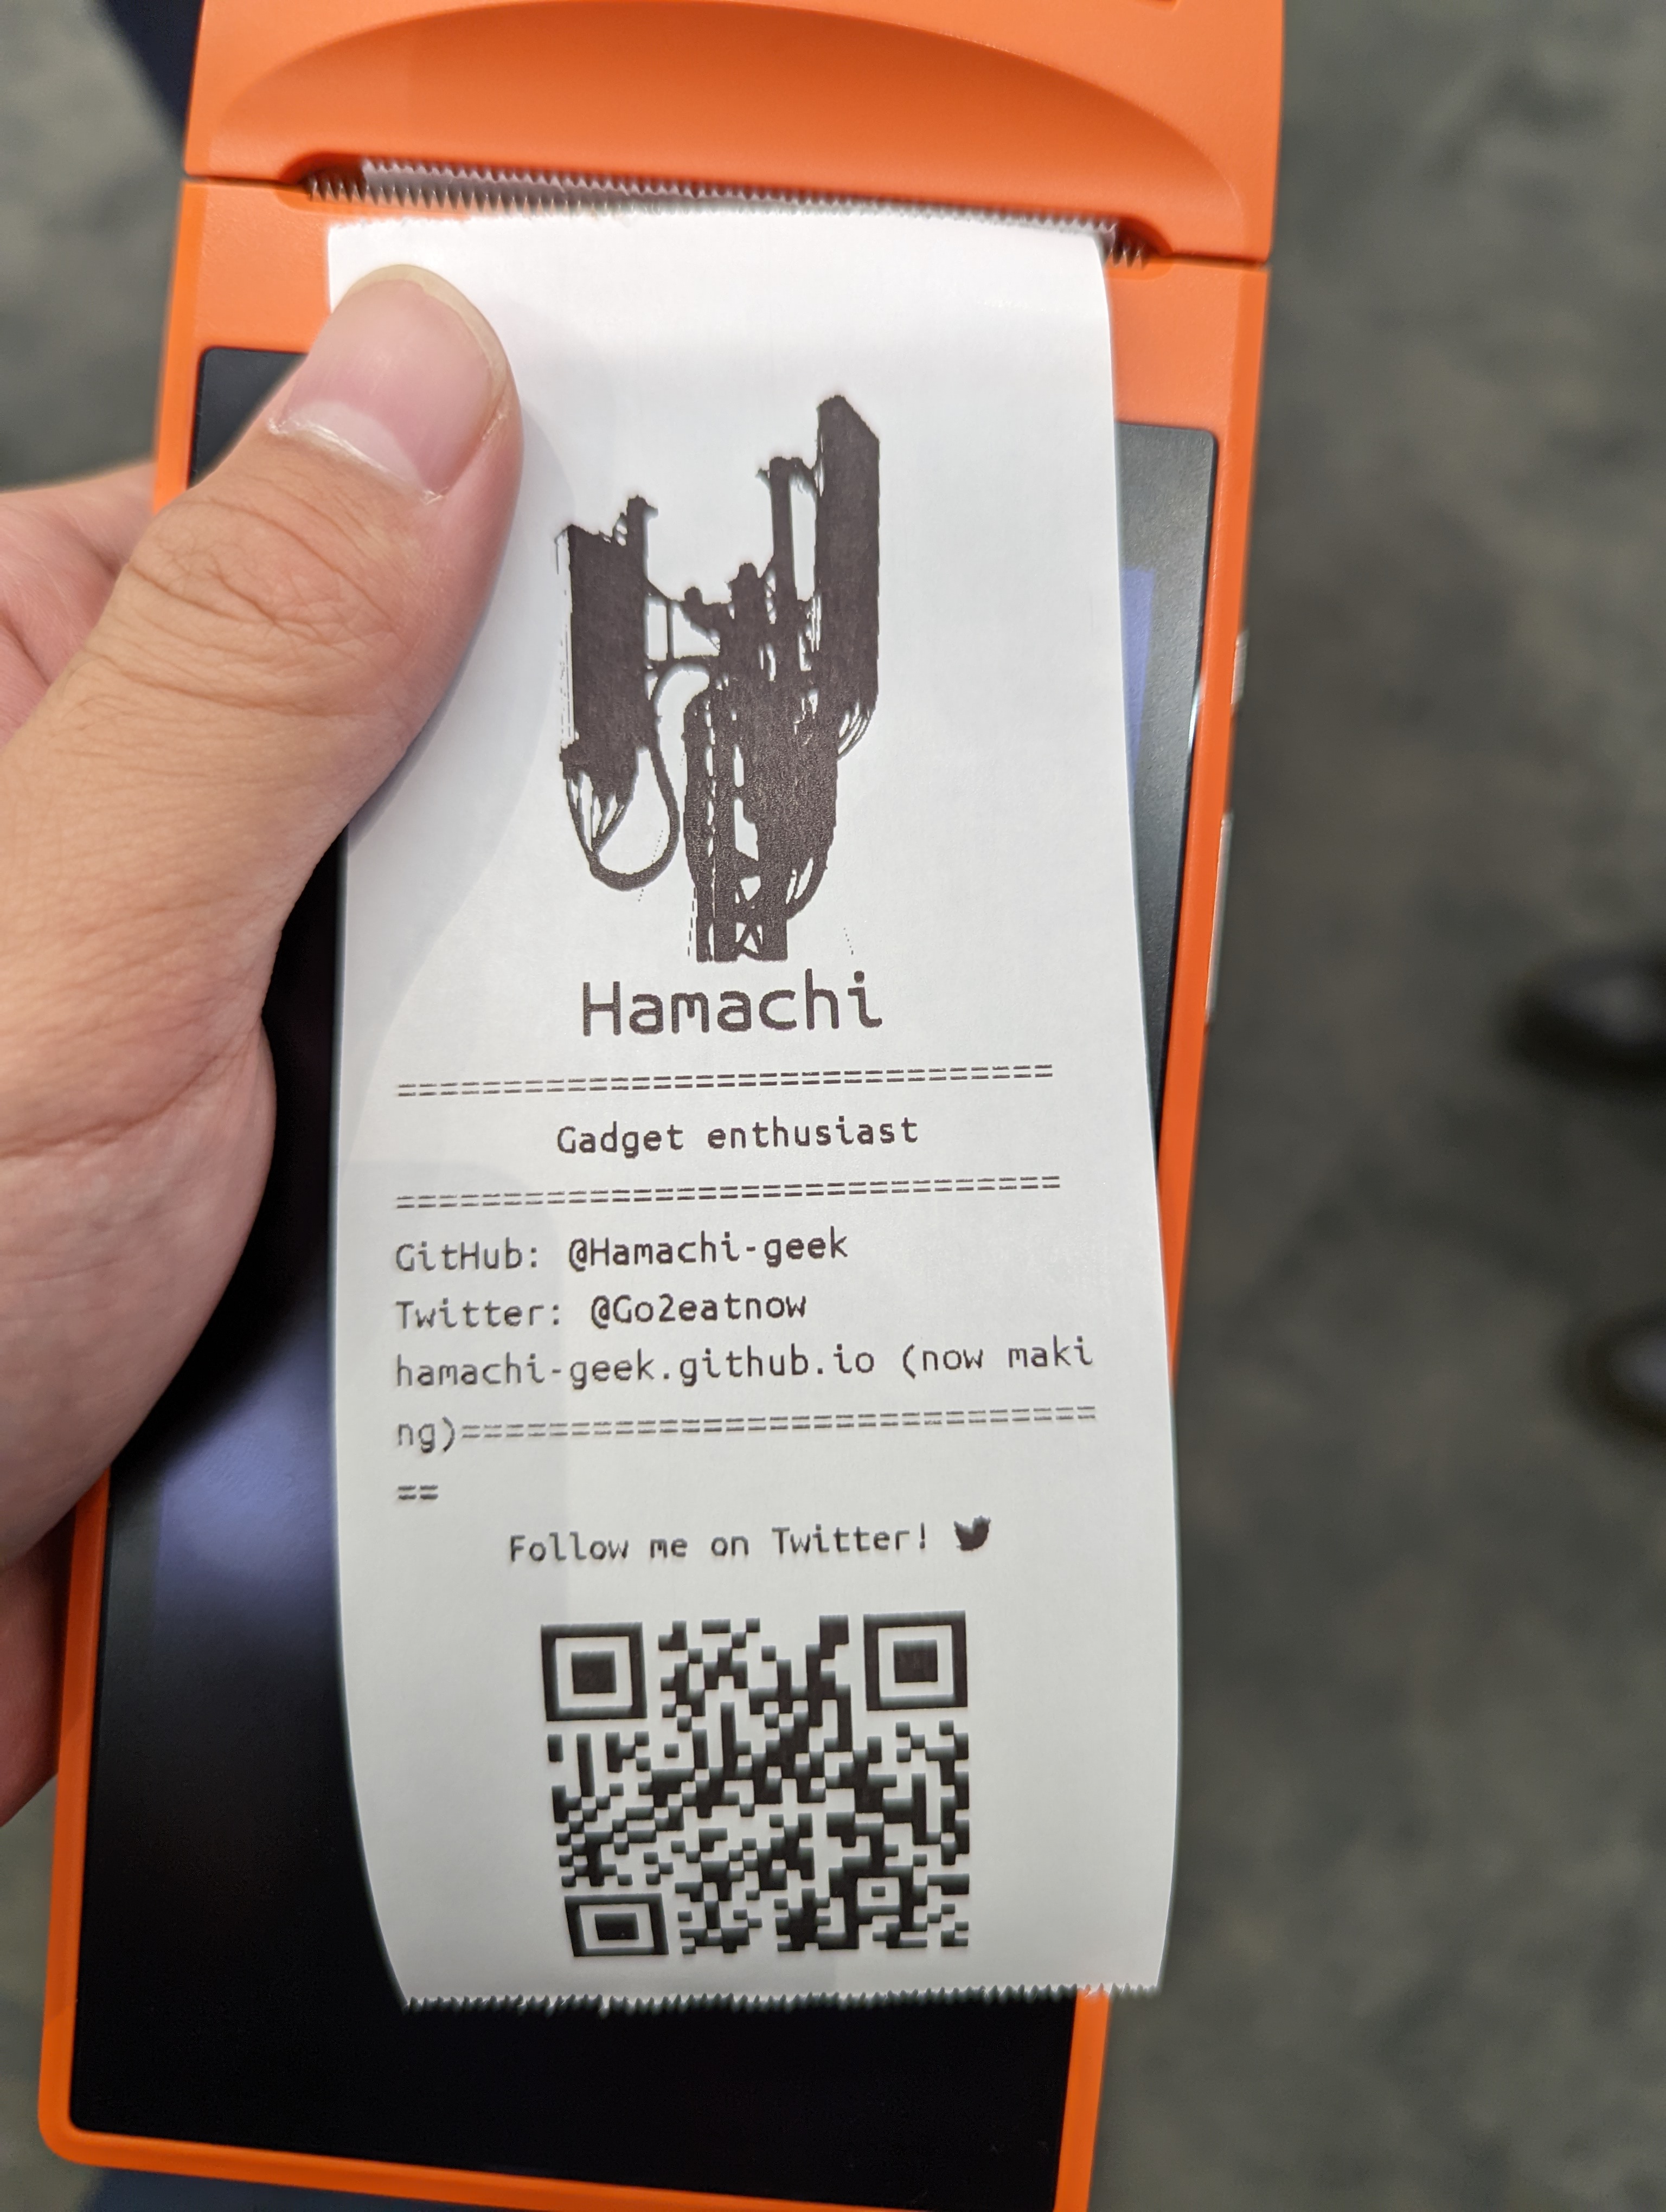 Hamachi
===============================
Gadget enthusiast
===============================
GitHub: @Hamachi-geek
Twitter: @Go2eatnow
hamachi-geek.github.io (now maki
ng)==============================
==
Follow me on Twitter!